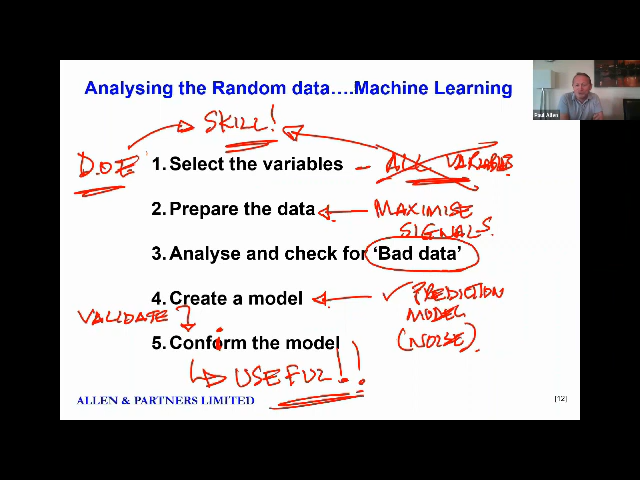 Analysing the Random data....Machine Learning
Paul Allen
SKILL!
D.O.E
1. Select the variables – ALL VARIABLES
2. Prepare the data MAXIMISE
SIGNALS.
3. Analyse and check for 'Bad data'
4. Create a model ✓ PREDICTION
MODEL
(NOISE).
VALIDATE
5. Confirm the model
USEFUL!!
ALLEN & PARTNERS LIMITED
[12]